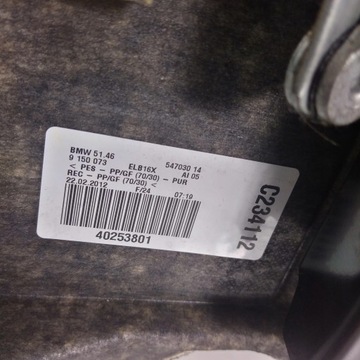 BMW 51.46 ELB16X 547030 14
9 150 073 AI 05
< PES - PP/GF (70/30) - PUR
REC - PP/GF (70/30) <
22.02.2012 F/24 07:19
40253801
C234112